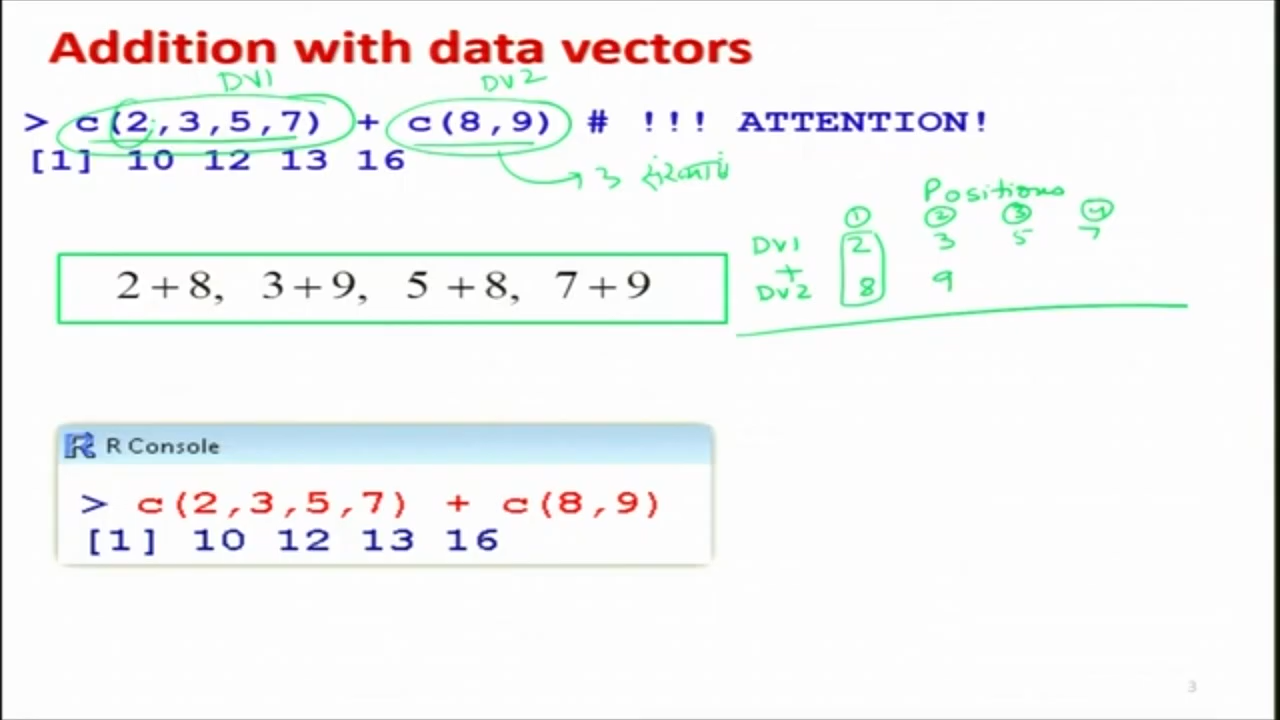 Addition with data vectors
DV1 DV2
> c(2,3,5,7) + c(8,9) # !!! ATTENTION!
[1] 10 12 13 16
3
Positions
1 2 3 4
DV1 2 3 5 7
+
DV2 8 9
2 + 8, 3 + 9, 5 + 8, 7 + 9
R Console
> c(2,3,5,7) + c(8,9)
[1] 10 12 13 16
3